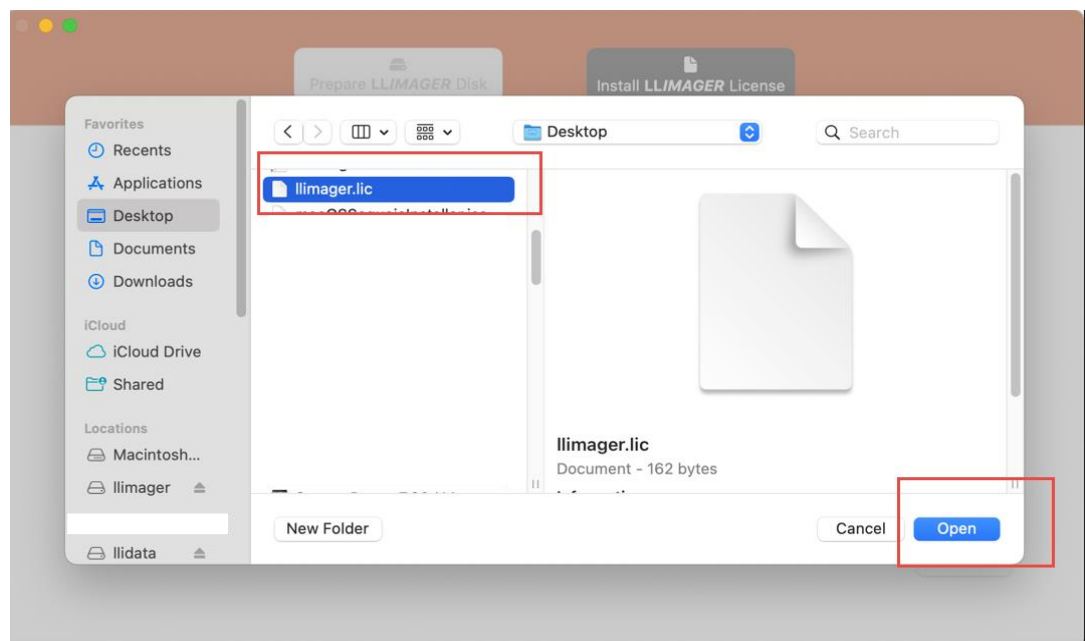 Prepare LLIMAGER Disk
Install LLIMAGER License
Favorites
Recents
Applications
Desktop
Documents
Downloads
iCloud
iCloud Drive
Shared
Locations
Macintosh...
llimager
llidata
Desktop
Search
llimager.lic
llimager.lic
Document - 162 bytes
New Folder
Cancel
Open